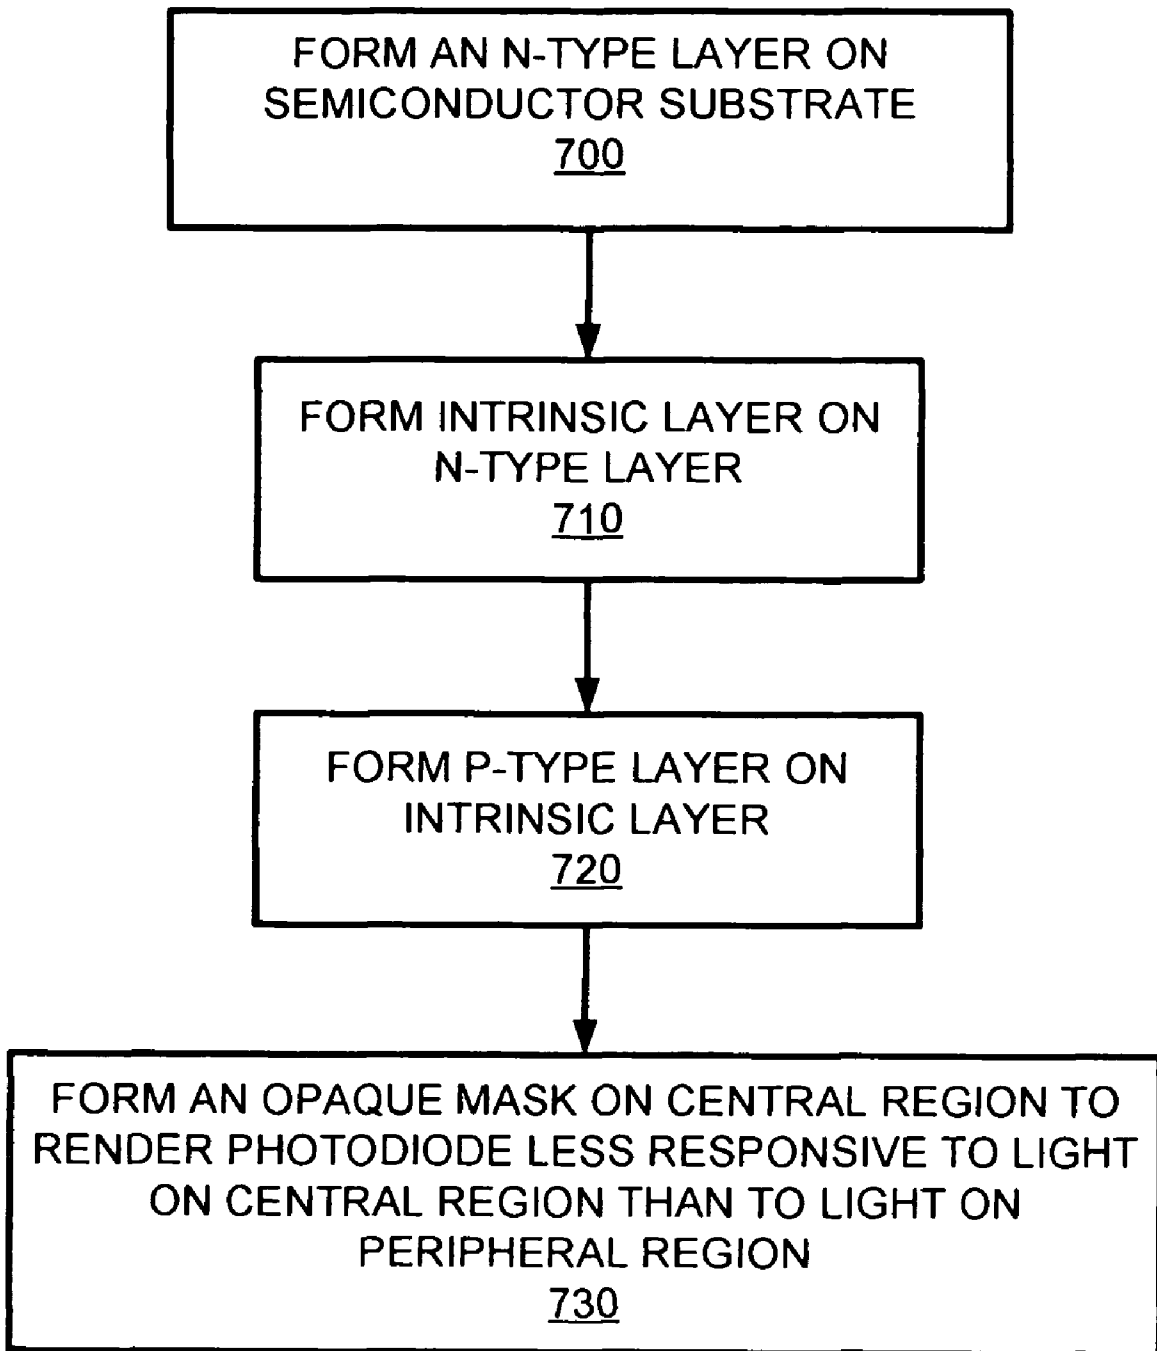 FORM AN N-TYPE LAYER ON
SEMICONDUCTOR SUBSTRATE
700
FORM INTRINSIC LAYER ON
N-TYPE LAYER
710
FORM P-TYPE LAYER ON
INTRINSIC LAYER
720
FORM AN OPAQUE MASK ON CENTRAL REGION TO
RENDER PHOTODIODE LESS RESPONSIVE TO LIGHT
ON CENTRAL REGION THAN TO LIGHT ON
PERIPHERAL REGION
730